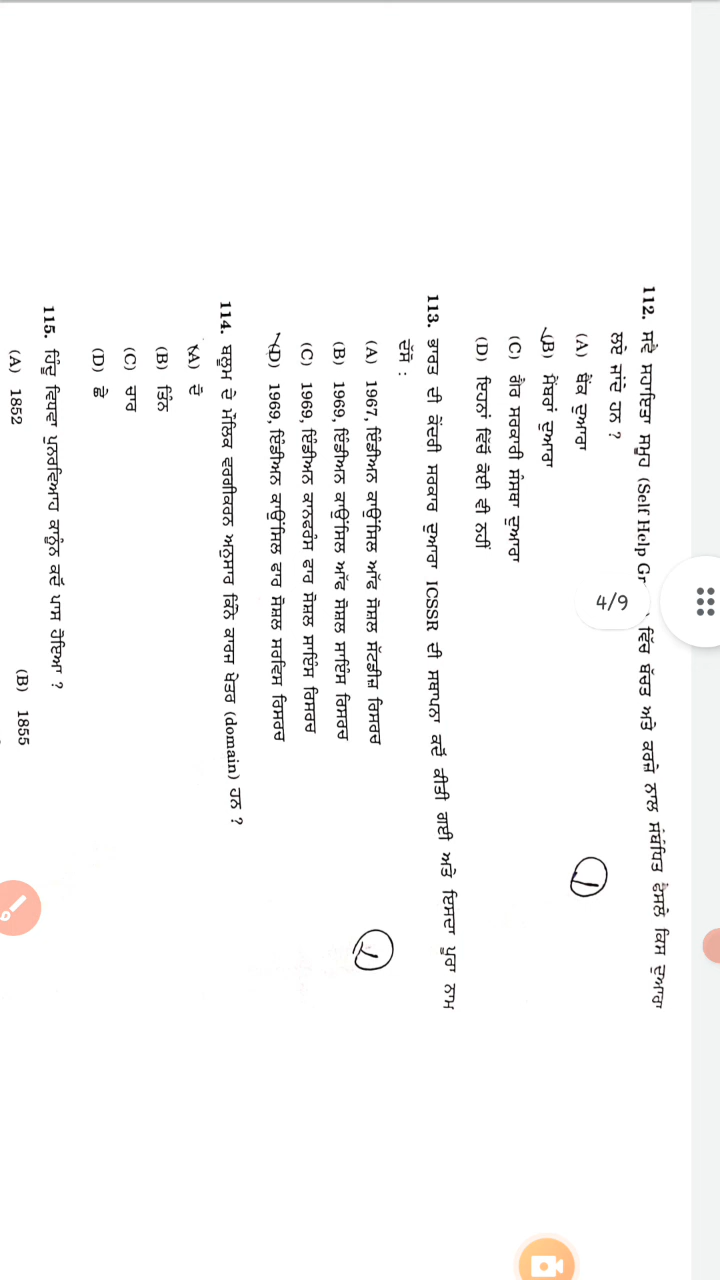 112. ਸਵੈ ਸਹਾਇਤਾ ਸਮੂਹ (Self Help Gr ਵਿੱਚ ਬੱਚਤ ਅਤੇ ਕਰਜੇ ਨਾਲ ਸੰਬੰਧਿਤ ਫੈਸਲੇ ਕਿਸ ਦੁਆਰਾ
ਲਏ ਜਾਂਦੇ ਹਨ ?
(A) ਬੈਂਕ ਦੁਆਰਾ
(B) ਮੈਂਬਰਾਂ ਦੁਆਰਾ
(C) ਗੈਰ ਸਰਕਾਰੀ ਸੰਸਥਾ ਦੁਆਰਾ
(D) ਇਹਨਾਂ ਵਿੱਚੋਂ ਕੋਈ ਵੀ ਨਹੀਂ
113. ਭਾਰਤ ਦੀ ਕੇਂਦਰੀ ਸਰਕਾਰ ਦੁਆਰਾ ICSSR ਦੀ ਸਥਾਪਨਾ ਕਦੋਂ ਕੀਤੀ ਗਈ ਅਤੇ ਇਸਦਾ ਪੂਰਾ ਨਾਮ
ਦੱਸੋ :
(A) 1967, ਇੰਡੀਅਨ ਕਾਉਂਸਿਲ ਆੱਫ ਸੋਸ਼ਲ ਸੱਟਡੀਜ਼ ਰਿਸਰਚ
(B) 1969, ਇੰਡੀਅਨ ਕਾਉਂਸਿਲ ਆੱਫ ਸੋਸ਼ਲ ਸਾਇੰਸ ਰਿਸਰਚ
(C) 1969, ਇੰਡੀਅਨ ਕਾਨਫਰੰਸ ਫਾਰ ਸੋਸ਼ਲ ਸਾਇੰਸ ਰਿਸਰਚ
(D) 1969, ਇੰਡੀਅਨ ਕਾਉਂਸਿਲ ਫਾਰ ਸੋਸ਼ਲ ਸਰਵਿਸ ਰਿਸਰਚ
114. ਬਲੂਮ ਦੇ ਮੌਲਿਕ ਵਰਗੀਕਰਨ ਅਨੁਸਾਰ ਕਿੰਨੇ ਕਾਰਜ ਖੇਤਰ (domain) ਹਨ ?
(A) ਦੋ
(B) ਤਿੰਨ
(C) ਚਾਰ
(D) ਛੇ
115. ਹਿੰਦੂ ਵਿਧਵਾ ਪੁਨਰਵਿਆਹ ਕਾਨੂੰਨ ਕਦੋਂ ਪਾਸ ਹੋਇਆ ?
(A) 1852 (B) 1855
4/9